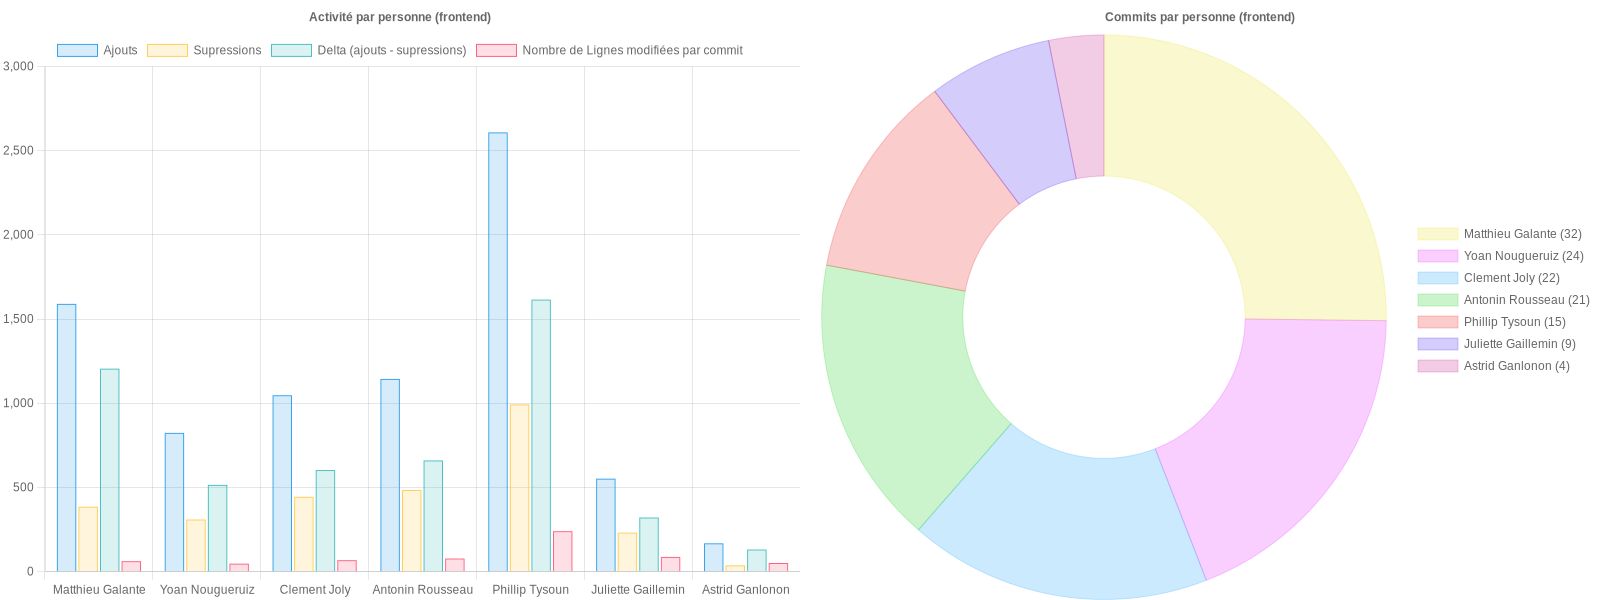 Activité par personne (frontend)
Ajouts
Supressions
Delta (ajouts - supressions)
Nombre de Lignes modifiées par commit
3,000
2,500
2,000
1,500
1,000
500
0
Matthieu Galante
Yoan Nougueruiz
Clement Joly
Antonin Rousseau
Phillip Tysoun
Juliette Gaillemin
Astrid Ganlonon
Commits par personne (frontend)
Matthieu Galante (32)
Yoan Nougueruiz (24)
Clement Joly (22)
Antonin Rousseau (21)
Phillip Tysoun (15)
Juliette Gaillemin (9)
Astrid Ganlonon (4)